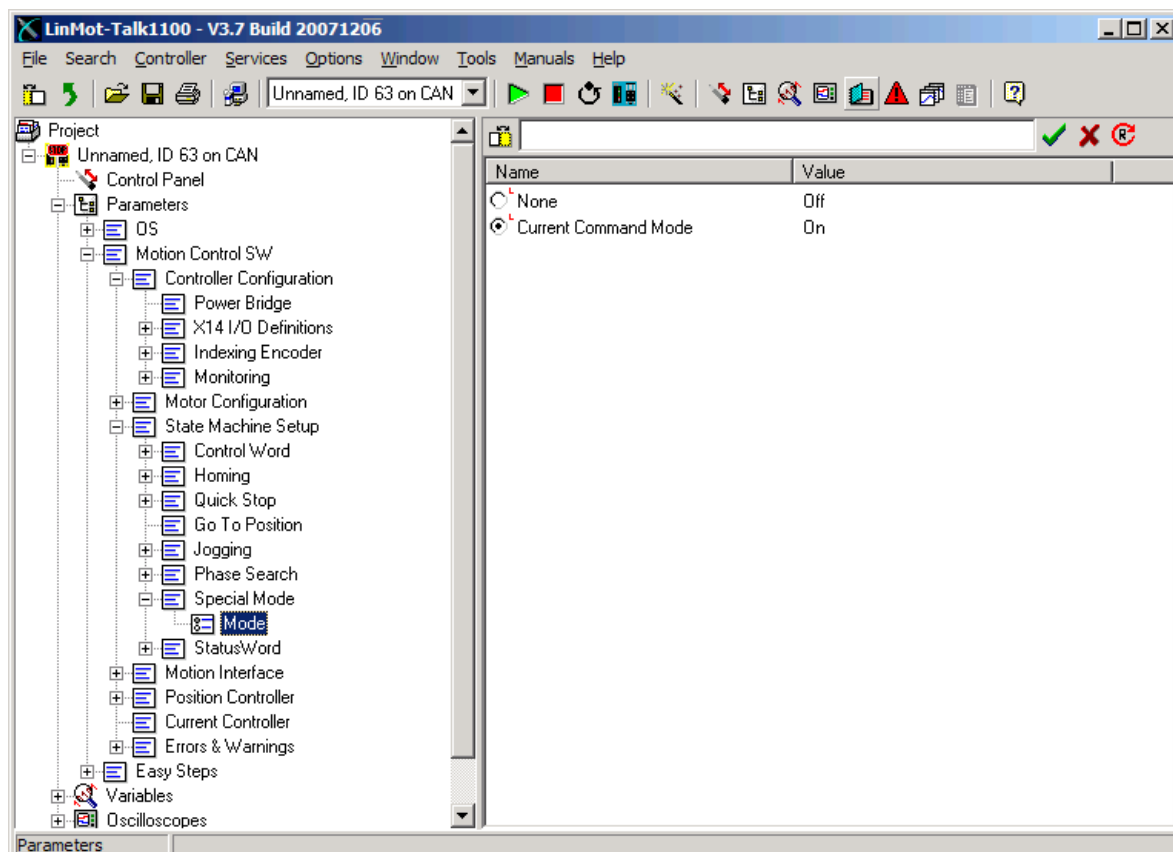 LinMot-Talk1100 - V3.7 Build 20071206
File Search Controller Services Options Window Tools Manuals Help
Unnamed, ID 63 on CAN
Project
Unnamed, ID 63 on CAN
Control Panel
Parameters
OS
Motion Control SW
Controller Configuration
Power Bridge
X14 I/O Definitions
Indexing Encoder
Monitoring
Motor Configuration
State Machine Setup
Control Word
Homing
Quick Stop
Go To Position
Jogging
Phase Search
Special Mode
Mode
StatusWord
Motion Interface
Position Controller
Current Controller
Errors & Warnings
Easy Steps
Variables
Oscilloscopes
Name Value
L None Off
L Current Command Mode On
Parameters